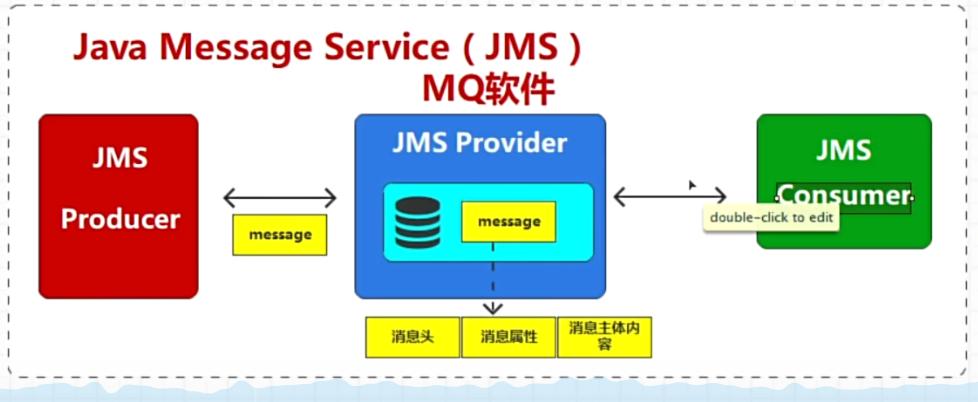 Java Message Service ( JMS )
MQ软件
JMS
Producer
message
JMS Provider
message
JMS
Consumer
double-click to edit
消息头
消息属性
消息主体内
容